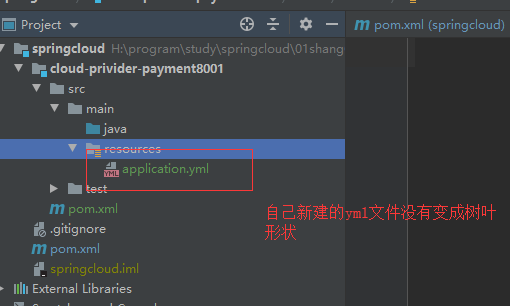 Project
pom.xml (springcloud)
springcloud H:\program\study\springcloud\01shang
cloud-privider-payment8001
src
main
java
resources
YML application.yml
test
自己新建的yml文件没有变成树叶
形状
pom.xml
.gitignore
pom.xml
springcloud.iml
External Libraries